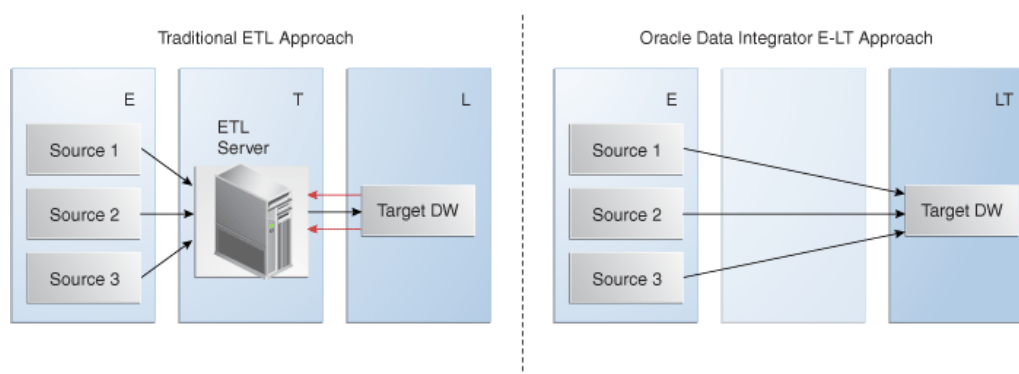 Traditional ETL Approach
E
T
L
ETL
Server
Source 1
Source 2
Source 3
Target DW
Oracle Data Integrator E-LT Approach
E
LT
Source 1
Source 2
Source 3
Target DW